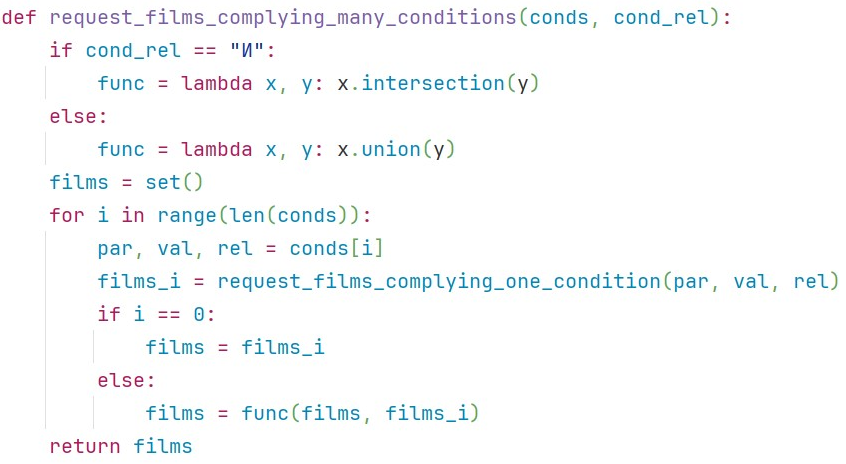 def request_films_complying_many_conditions(conds, cond_rel):
    if cond_rel == "И":
        func = lambda x, y: x.intersection(y)
    else:
        func = lambda x, y: x.union(y)
    films = set()
    for i in range(len(conds)):
        par, val, rel = conds[i]
        films_i = request_films_complying_one_condition(par, val, rel)
        if i == 0:
            films = films_i
        else:
            films = func(films, films_i)
    return films